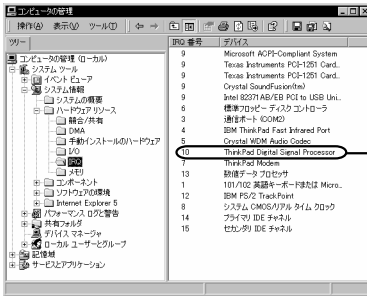 コンピュータの管理
操作(A) 表示(V) ツール(T)
ツリー
コンピュータの管理 (ローカル)
システム ツール
イベント ビューア
システム情報
システムの概要
ハードウェア リソース
競合/共有
DMA
手動インストールのハードウェア
I/O
IRQ
メモリ
コンポーネント
ソフトウェアの環境
Internet Explorer 5
パフォーマンス ログと警告
共有フォルダ
デバイス マネージャ
ローカル ユーザーとグループ
記憶域
サービスとアプリケーション
IRQ 番号 デバイス
9 Microsoft ACPI-Compliant System
9 Texas Instruments PCI-1251 Card..
9 Texas Instruments PCI-1251 Card..
9 Crystal SoundFusion(tm)
9 Intel 82371AB/EB PCI to USB Uni..
6 標準フロッピー ディスク コントローラ
3 通信ポート (COM2)
4 IBM ThinkPad Fast Infrared Port
5 Crystal WDM Audio Codec
10 ThinkPad Digital Signal Processor
7 ThinkPad Modem
13 数値データ プロセッサ
1 101/102 英語キーボードまたは Micro..
12 IBM PS/2 TrackPoint
8 システム CMOS/リアル タイム クロック
14 プライマリ IDE チャネル
15 セカンダリ IDE チャネル